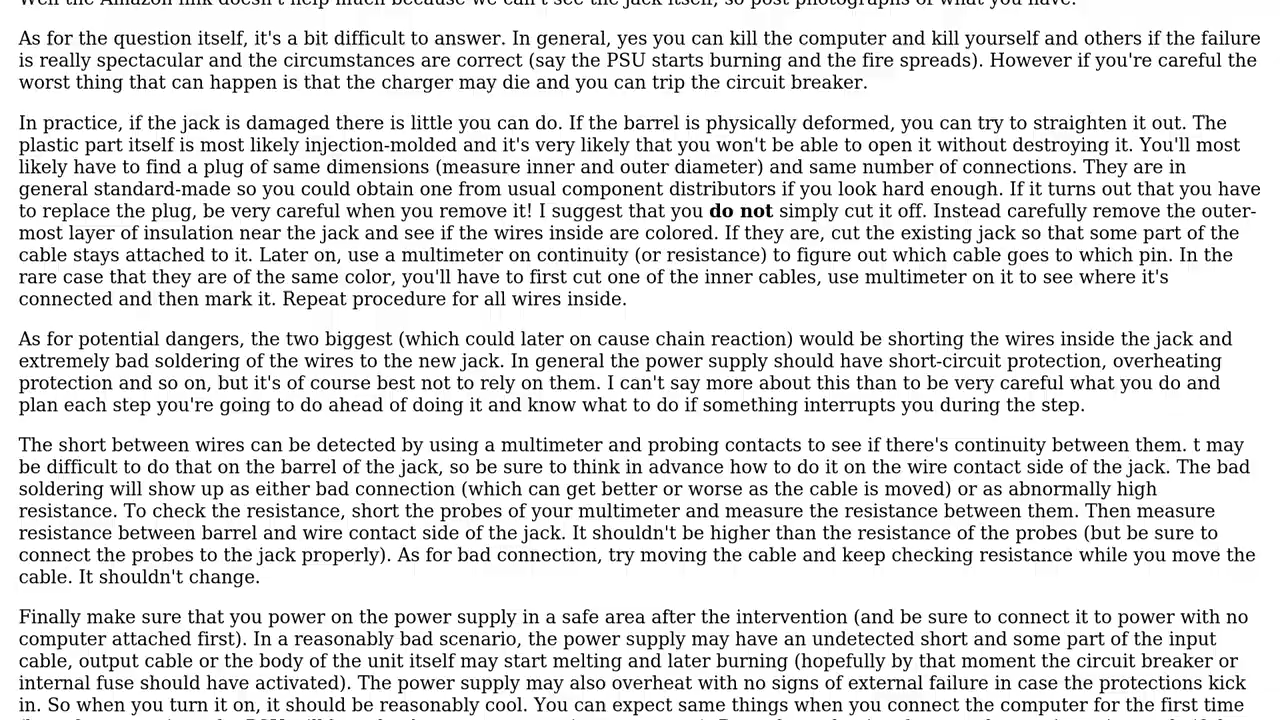 Well the Amazon link doesn't help much because we can't see the jack itself, so post photographs of what you have.
As for the question itself, it's a bit difficult to answer. In general, yes you can kill the computer and kill yourself and others if the failure
is really spectacular and the circumstances are correct (say the PSU starts burning and the fire spreads). However if you're careful the
worst thing that can happen is that the charger may die and you can trip the circuit breaker.
In practice, if the jack is damaged there is little you can do. If the barrel is physically deformed, you can try to straighten it out. The
plastic part itself is most likely injection-molded and it's very likely that you won't be able to open it without destroying it. You'll most
likely have to find a plug of same dimensions (measure inner and outer diameter) and same number of connections. They are in
general standard-made so you could obtain one from usual component distributors if you look hard enough. If it turns out that you have
to replace the plug, be very careful when you remove it! I suggest that you do not simply cut it off. Instead carefully remove the outer-
most layer of insulation near the jack and see if the wires inside are colored. If they are, cut the existing jack so that some part of the
cable stays attached to it. Later on, use a multimeter on continuity (or resistance) to figure out which cable goes to which pin. In the
rare case that they are of the same color, you'll have to first cut one of the inner cables, use multimeter on it to see where it's
connected and then mark it. Repeat procedure for all wires inside.
As for potential dangers, the two biggest (which could later on cause chain reaction) would be shorting the wires inside the jack and
extremely bad soldering of the wires to the new jack. In general the power supply should have short-circuit protection, overheating
protection and so on, but it's of course best not to rely on them. I can't say more about this than to be very careful what you do and
plan each step you're going to do ahead of doing it and know what to do if something interrupts you during the step.
The short between wires can be detected by using a multimeter and probing contacts to see if there's continuity between them. t may
be difficult to do that on the barrel of the jack, so be sure to think in advance how to do it on the wire contact side of the jack. The bad
soldering will show up as either bad connection (which can get better or worse as the cable is moved) or as abnormally high
resistance. To check the resistance, short the probes of your multimeter and measure the resistance between them. Then measure
resistance between barrel and wire contact side of the jack. It shouldn't be higher than the resistance of the probes (but be sure to
connect the probes to the jack properly). As for bad connection, try moving the cable and keep checking resistance while you move the
cable. It shouldn't change.
Finally make sure that you power on the power supply in a safe area after the intervention (and be sure to connect it to power with no
computer attached first). In a reasonably bad scenario, the power supply may have an undetected short and some part of the input
cable, output cable or the body of the unit itself may start melting and later burning (hopefully by that moment the circuit breaker or
internal fuse should have activated). The power supply may also overheat with no signs of external failure in case the protections kick
in. So when you turn it on, it should be reasonably cool. You can expect same things when you connect the computer for the first time